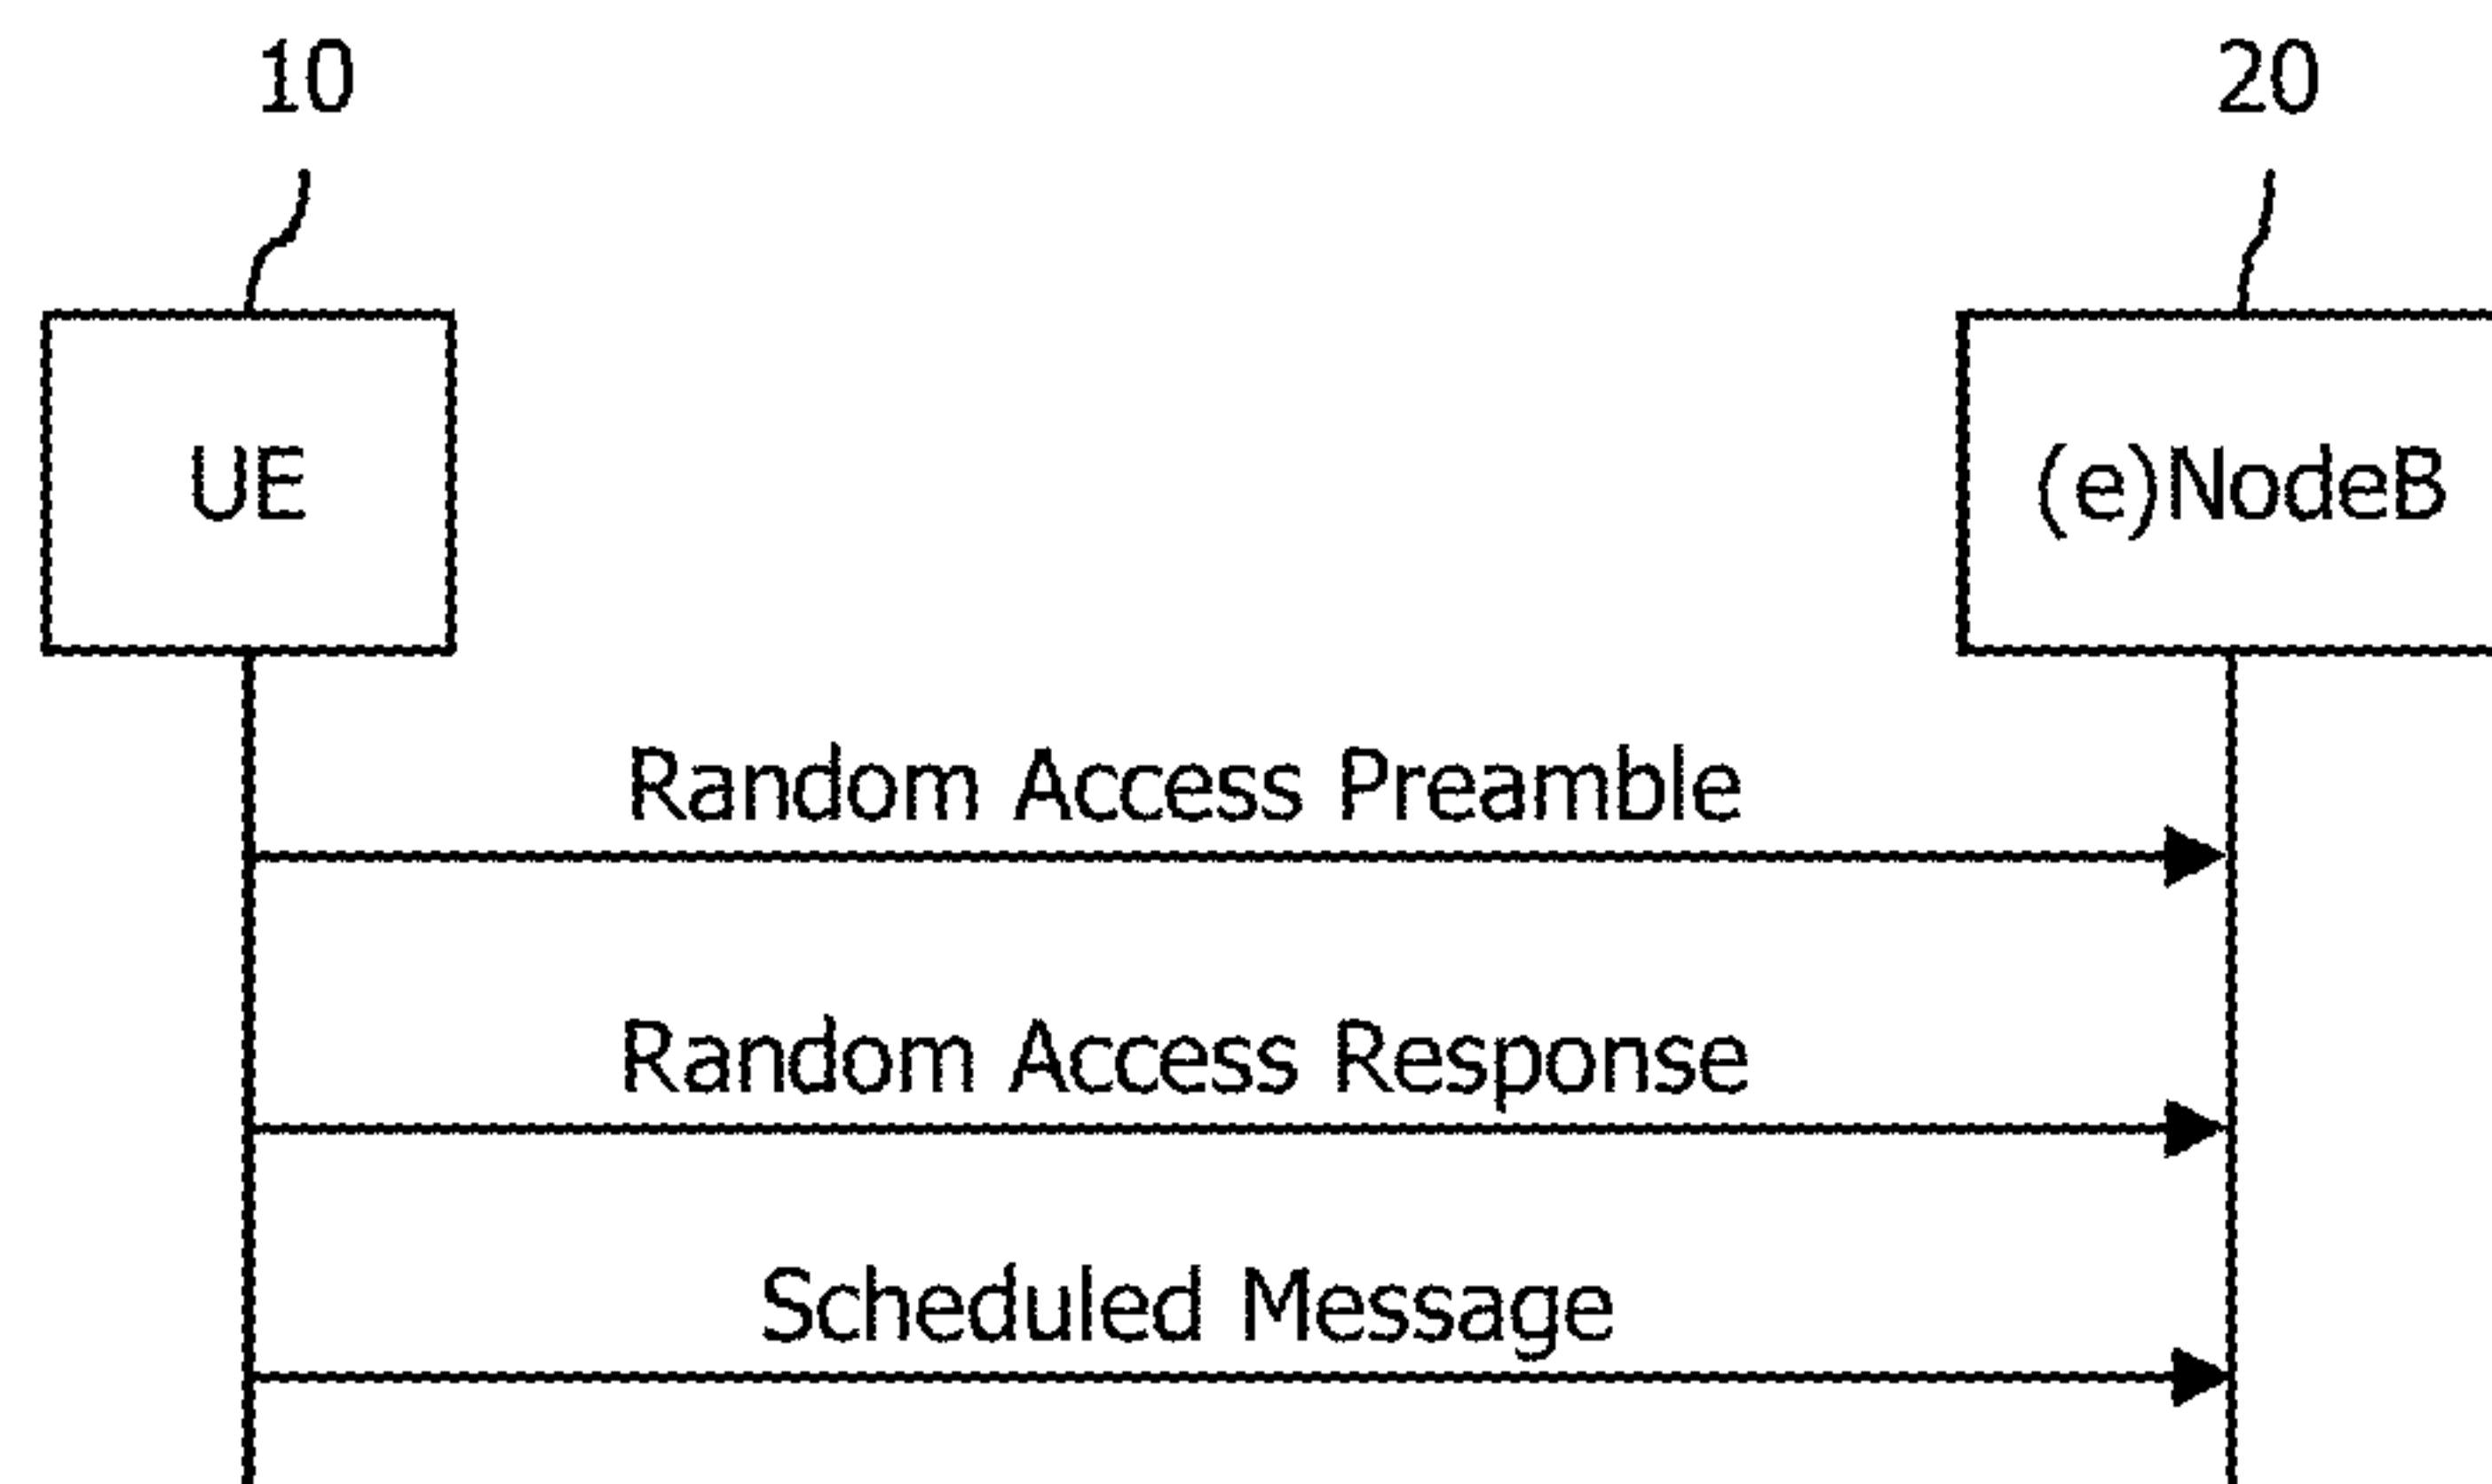 10
20
UE
(e)NodeB
Random Access Preamble
Random Access Response
Scheduled Message